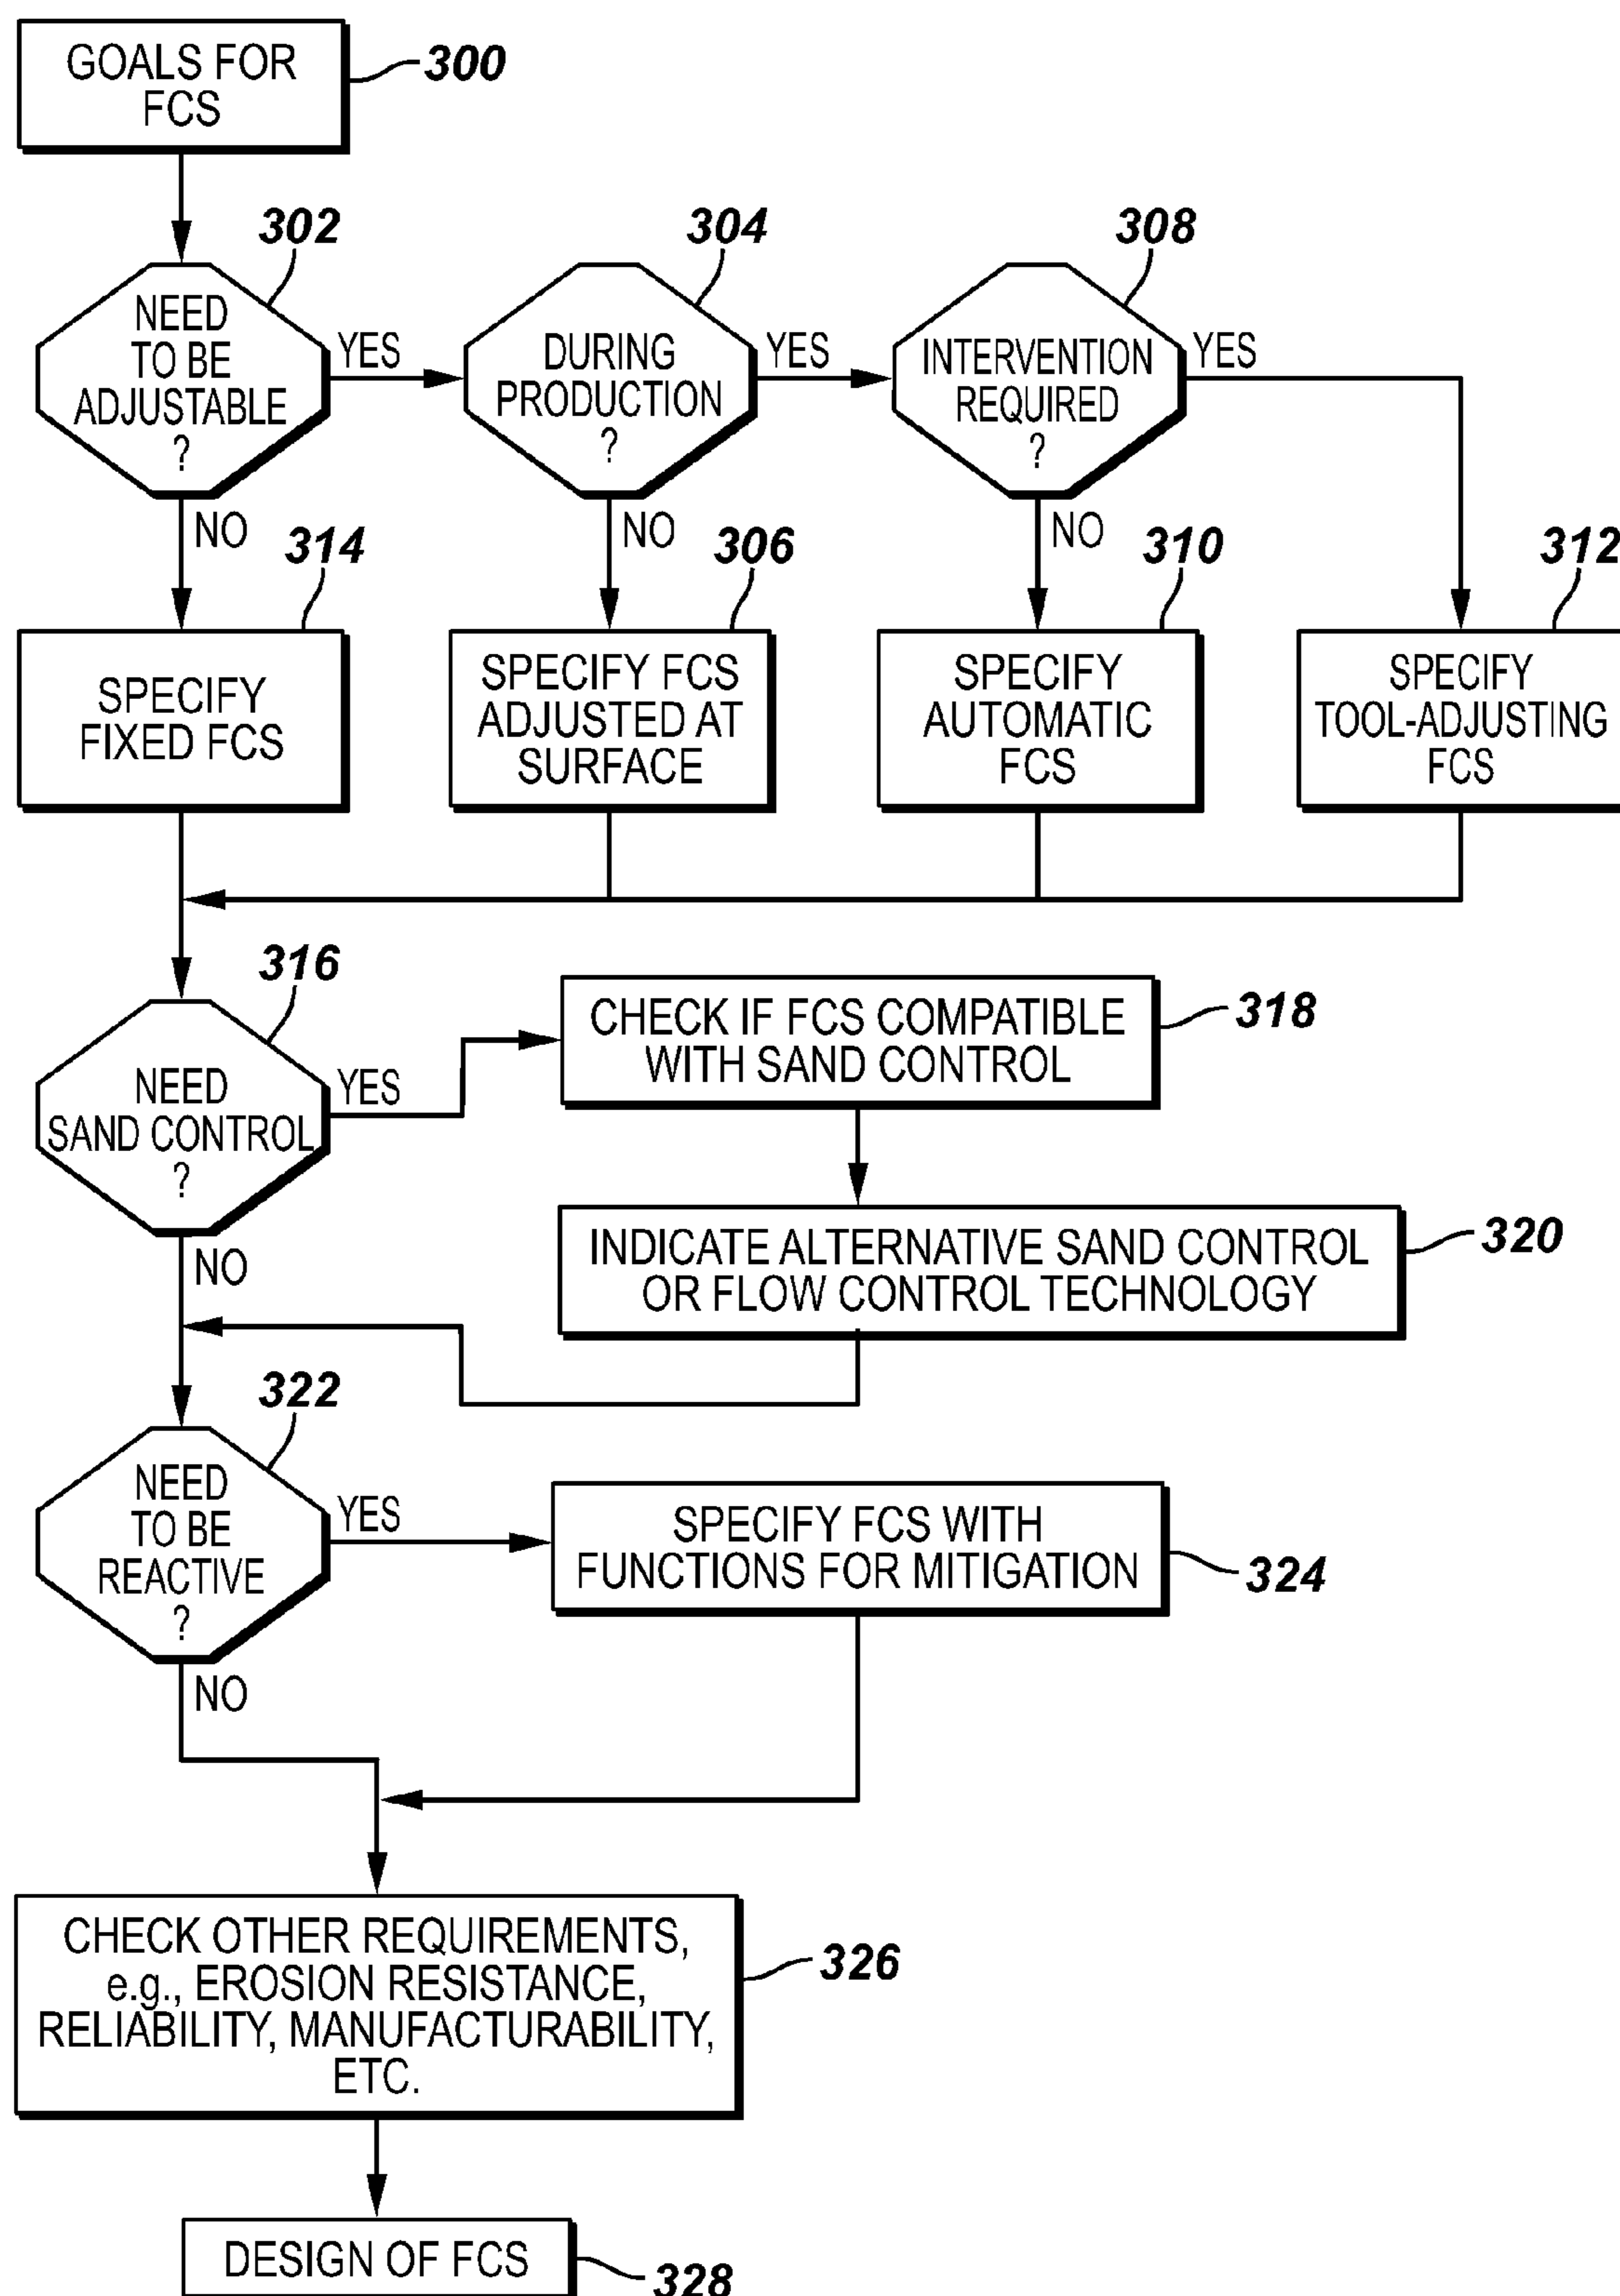 GOALS FOR
FCS
300
302
304
308
NEED
TO BE
ADJUSTABLE
?
YES
DURING
PRODUCTION
?
YES
INTERVENTION
REQUIRED
?
YES
NO
314
NO
306
NO
310
312
SPECIFY
FIXED FCS
SPECIFY FCS
ADJUSTED AT
SURFACE
SPECIFY
AUTOMATIC
FCS
SPECIFY
TOOL-ADJUSTING
FCS
316
NEED
SAND CONTROL
?
YES
CHECK IF FCS COMPATIBLE
WITH SAND CONTROL
318
NO
INDICATE ALTERNATIVE SAND CONTROL
OR FLOW CONTROL TECHNOLOGY
320
322
NEED
TO BE
REACTIVE
?
YES
SPECIFY FCS WITH
FUNCTIONS FOR MITIGATION
324
NO
CHECK OTHER REQUIREMENTS,
e.g., EROSION RESISTANCE,
RELIABILITY, MANUFACTURABILITY,
ETC.
326
DESIGN OF FCS
328